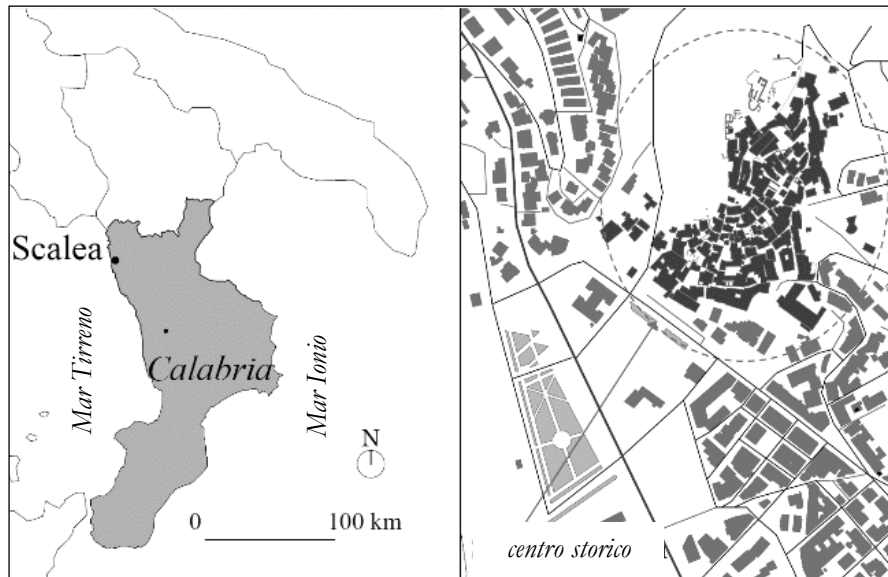 Scalea
Mar Tirreno
Calabria
Mar Ionio
N
0
100 km
centro storico